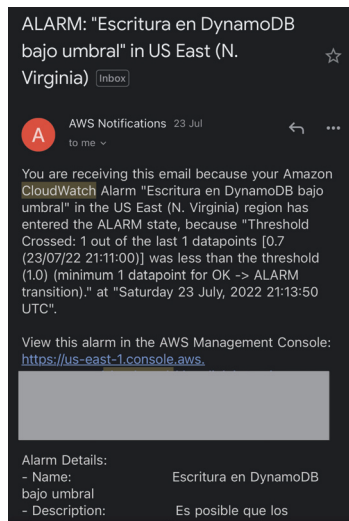 ALARM: "Escritura en DynamoDB
bajo umbral" in US East (N.
Virginia) Inbox
A
AWS Notifications 23 Jul
to me
You are receiving this email because your Amazon
CloudWatch Alarm "Escritura en DynamoDB bajo
umbral" in the US East (N. Virginia) region has
entered the ALARM state, because "Threshold
Crossed: 1 out of the last 1 datapoints [0.7
(23/07/22 21:11:00)] was less than the threshold
(1.0) (minimum 1 datapoint for OK -> ALARM
transition)." at "Saturday 23 July, 2022 21:13:50
UTC".
View this alarm in the AWS Management Console:
https://us-east-1.console.aws.
Alarm Details:
- Name: Escritura en DynamoDB
bajo umbral
- Description: Es posible que los